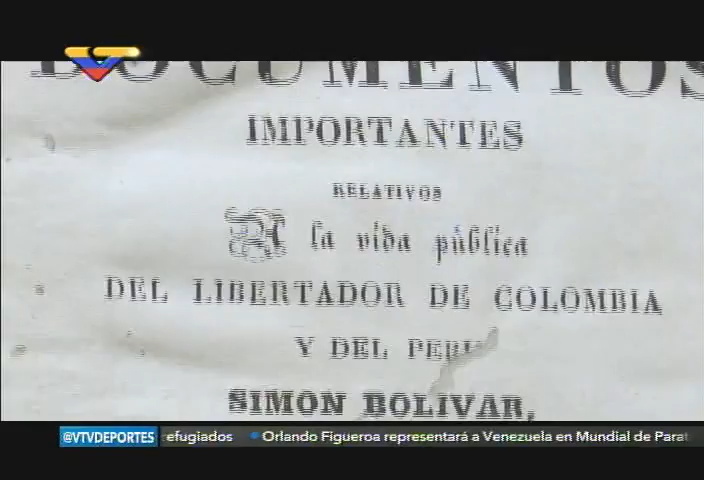 DOCUMENTOS
IMPORTANTES
RELATIVOS
A la vida pública
DEL LIBERTADOR DE COLOMBIA
Y DEL PERU
SIMON BOLIVAR,
@VTVDEPORTES efugiados • Orlando Figueroa representará a Venezuela en Mundial de Parat